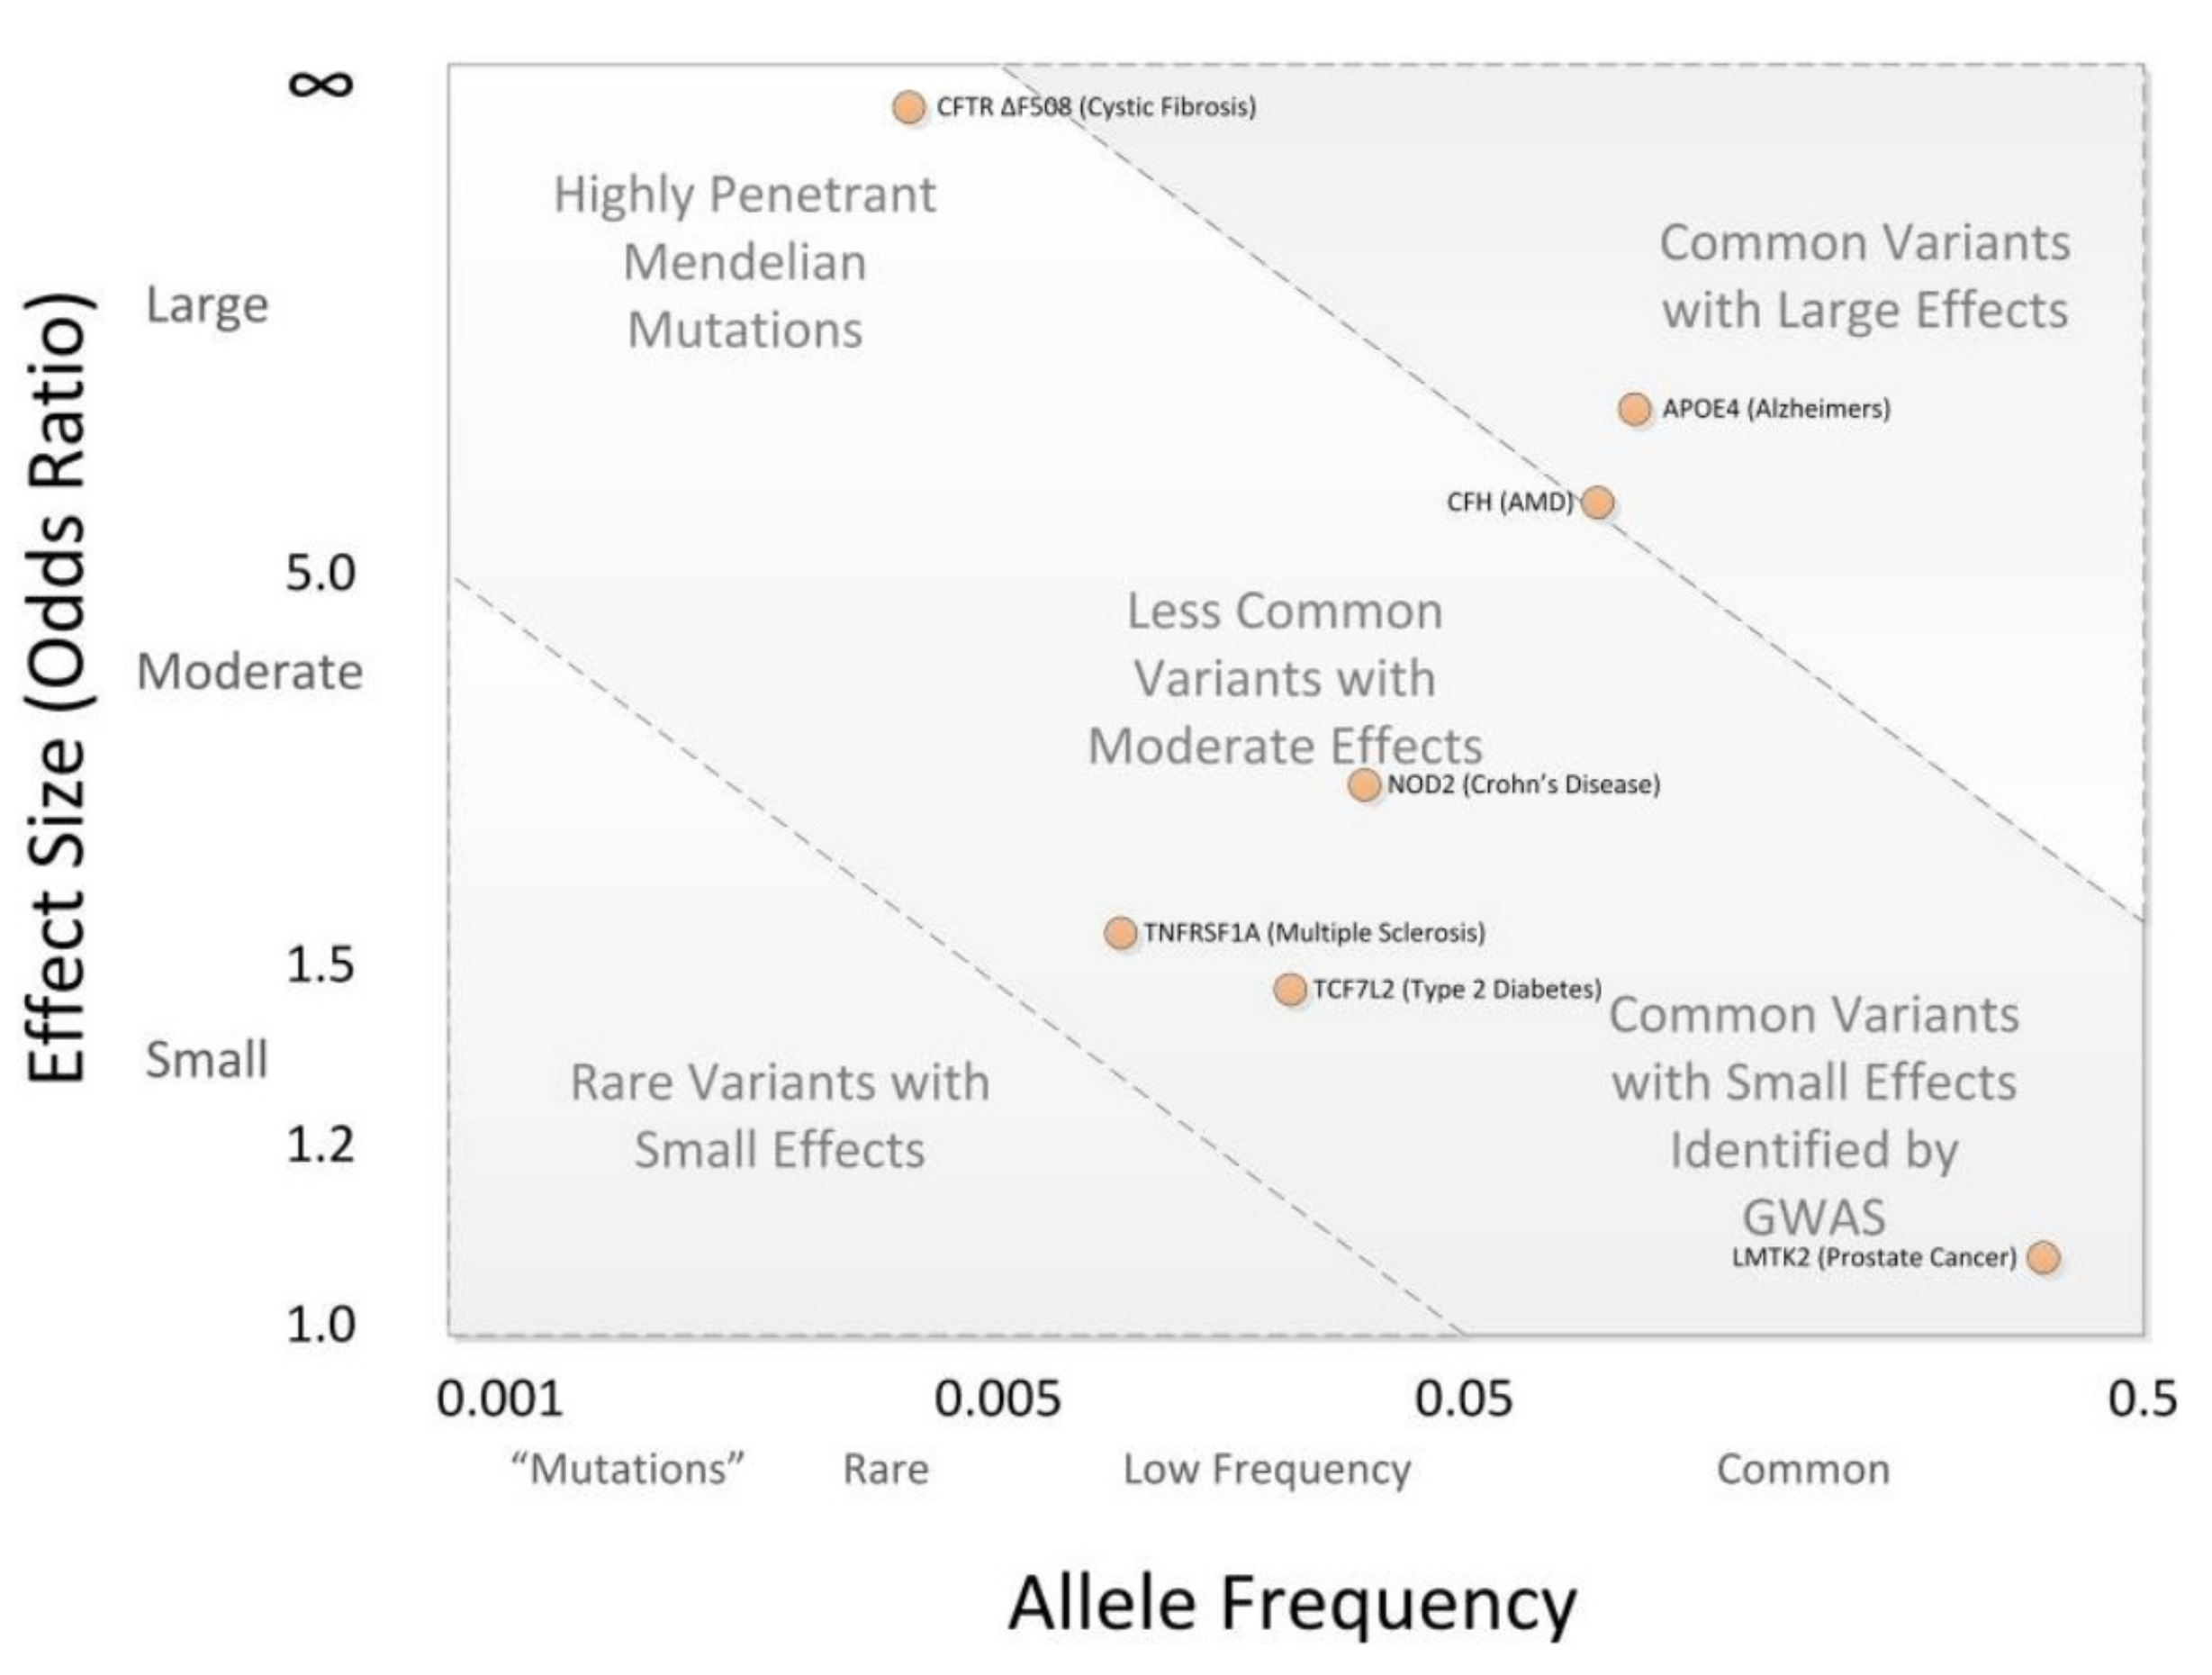 ∞
CFTR ΔF508 (Cystic Fibrosis)
Highly Penetrant
Mendelian
Mutations
Common Variants
with Large Effects
Large
APOE4 (Alzheimers)
CFH (AMD)
Effect Size (Odds Ratio)
5.0
Less Common
Variants with
Moderate Effects
Moderate
NOD2 (Crohn’s Disease)
TNFRSF1A (Multiple Sclerosis)
1.5
TCF7L2 (Type 2 Diabetes)
Common Variants
with Small Effects
Identified by
GWAS
Small
Rare Variants with
Small Effects
1.2
LMTK2 (Prostate Cancer)
1.0
0.001 0.005 0.05 0.5
“Mutations” Rare Low Frequency Common
Allele Frequency